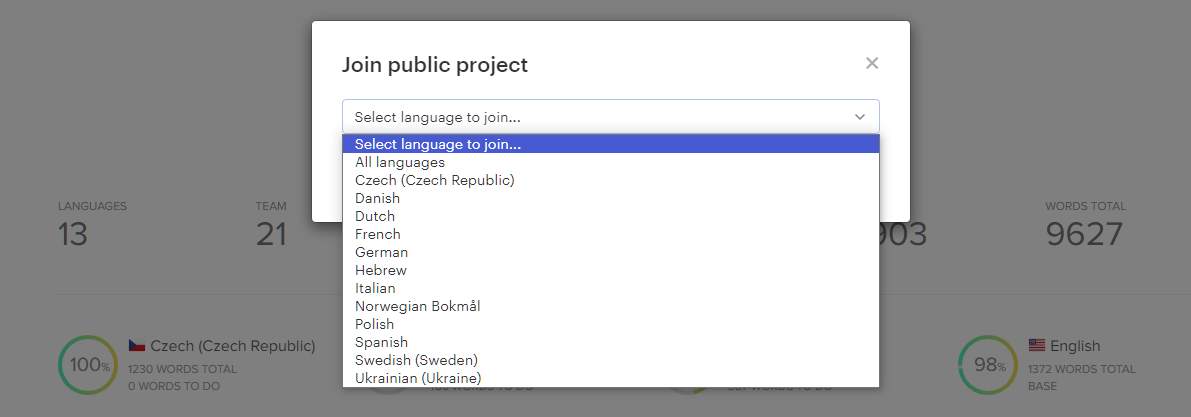 Join public project
Select language to join...
Select language to join...
All languages
Czech (Czech Republic)
Danish
Dutch
French
German
Hebrew
Italian
Norwegian Bokmål
Polish
Spanish
Swedish (Sweden)
Ukrainian (Ukraine)
LANGUAGES
13
TEAM
21
WORDS TOTAL
9627
100%
Czech (Czech Republic)
1230 WORDS TOTAL
0 WORDS TO DO
98%
English
1372 WORDS TOTAL
BASE